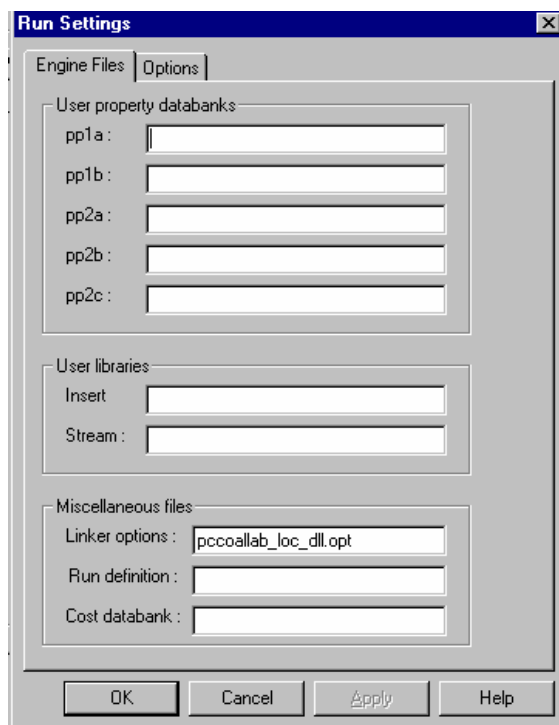 Run Settings
Engine Files
Options
User property databanks
pp1a :
pp1b :
pp2a :
pp2b :
pp2c :
User libraries
Insert
Stream :
Miscellaneous files
Linker options : pccoallab_loc_dll.opt
Run definition :
Cost databank :
OK Cancel Apply Help